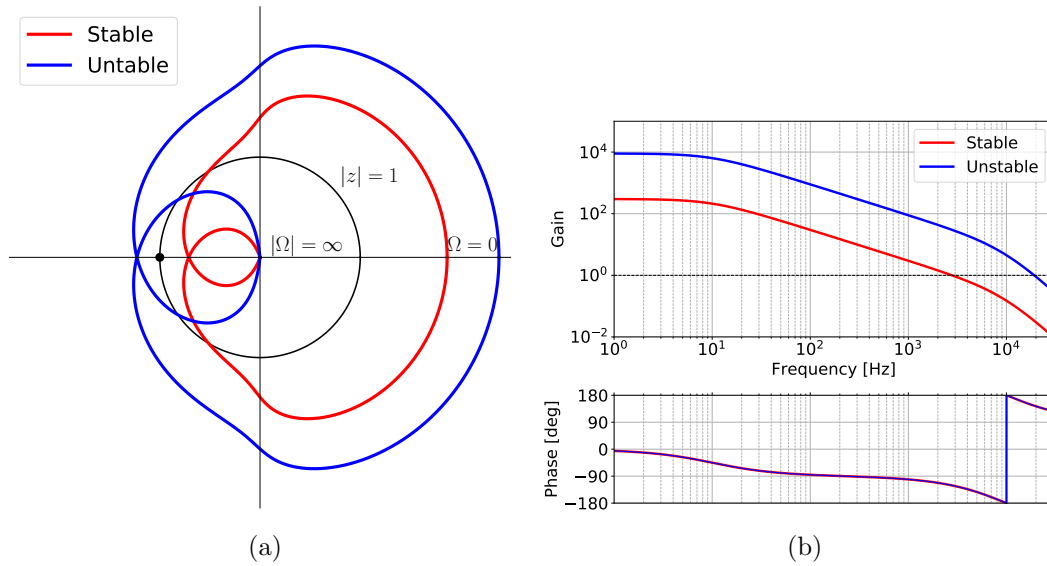 Stable
Untable
|z| = 1
|Ω| = ∞
Ω = 0
(a)
Stable
Unstable
Gain
10^4
10^2
10^0
10^{-2}
10^0
10^1
10^2
10^3
10^4
Frequency [Hz]
Phase [deg]
180
90
0
−90
−180
(b)